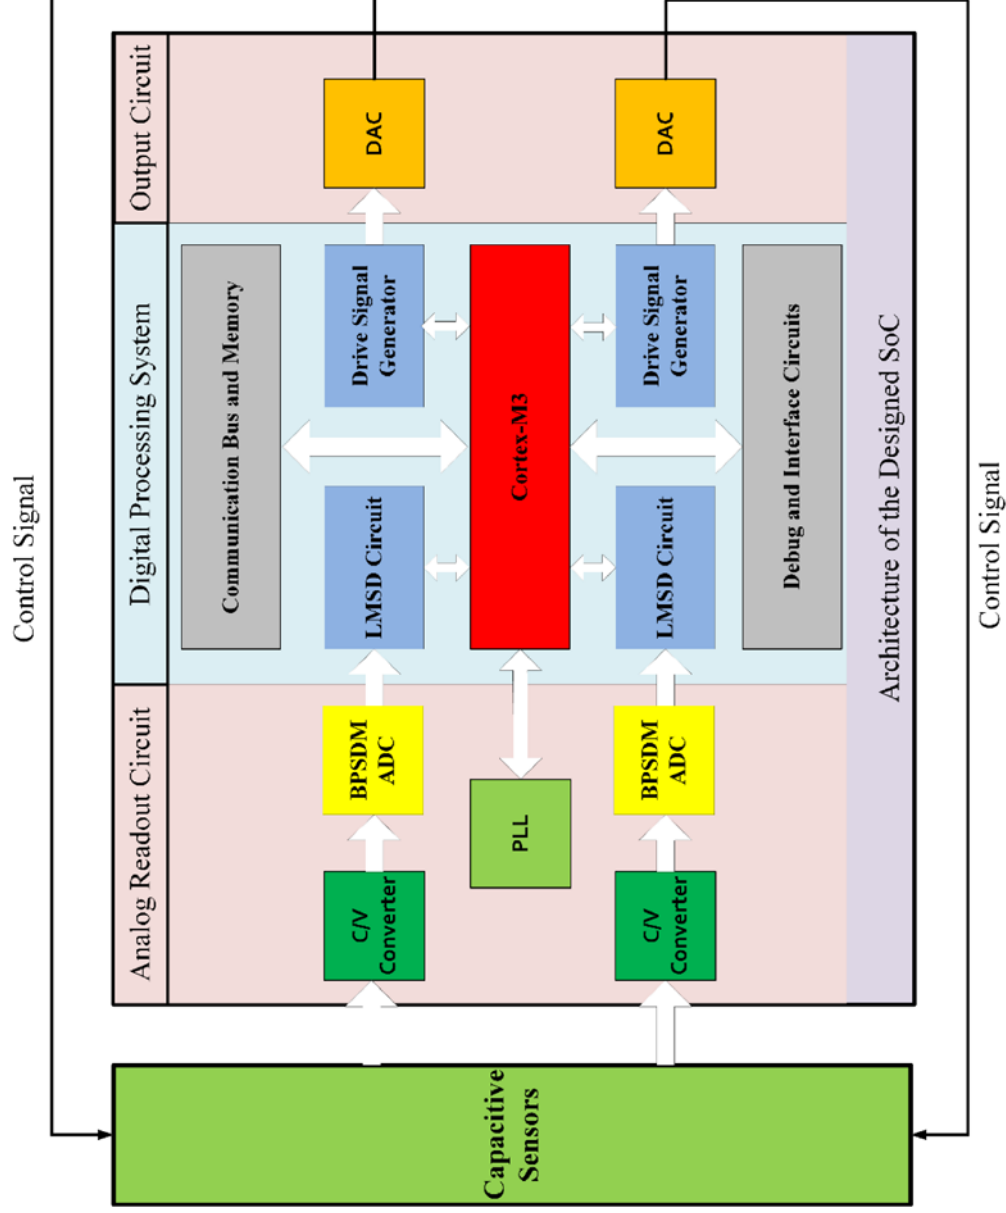 Control Signal
Analog Readout Circuit
Digital Processing System
Output Circuit
Communication Bus and Memory
C/V
Converter
BPSDM
ADC
LMSD Circuit
Drive Signal
Generator
DAC
Capacitive
Sensors
PLL
Cortex-M3
C/V
Converter
BPSDM
ADC
LMSD Circuit
Drive Signal
Generator
DAC
Debug and Interface Circuits
Architecture of the Designed SoC
Control Signal